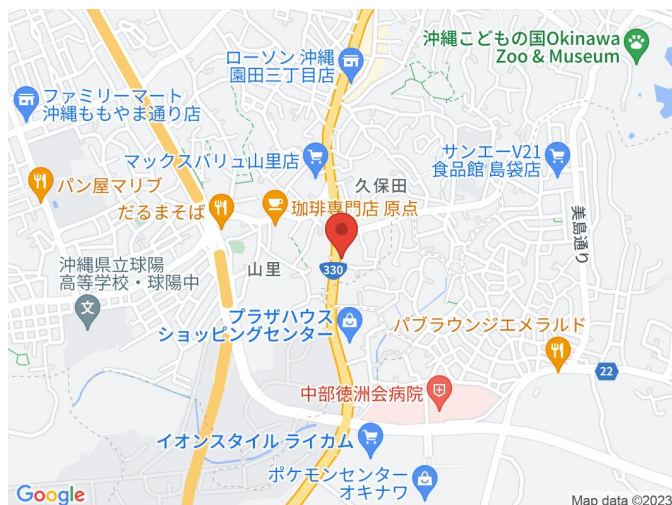 沖縄こどもの国Okinawa
Zoo & Museum
ローソン 沖縄
園田三丁目店
ファミリーマート
沖縄ももやま通り店
マックスバリュ山里店
サンエーV21
食品館 島袋店
パン屋マリブ
久保田
だるまそば
珈琲専門店 原点
美島通り
沖縄県立球陽
高等学校・球陽中
山里
330
プラザハウス
ショッピングセンター
パブラウンジエメラルド
22
中部徳洲会病院
イオンスタイル ライカム
ポケモンセンター
オキナワ
Google
Map data ©2023